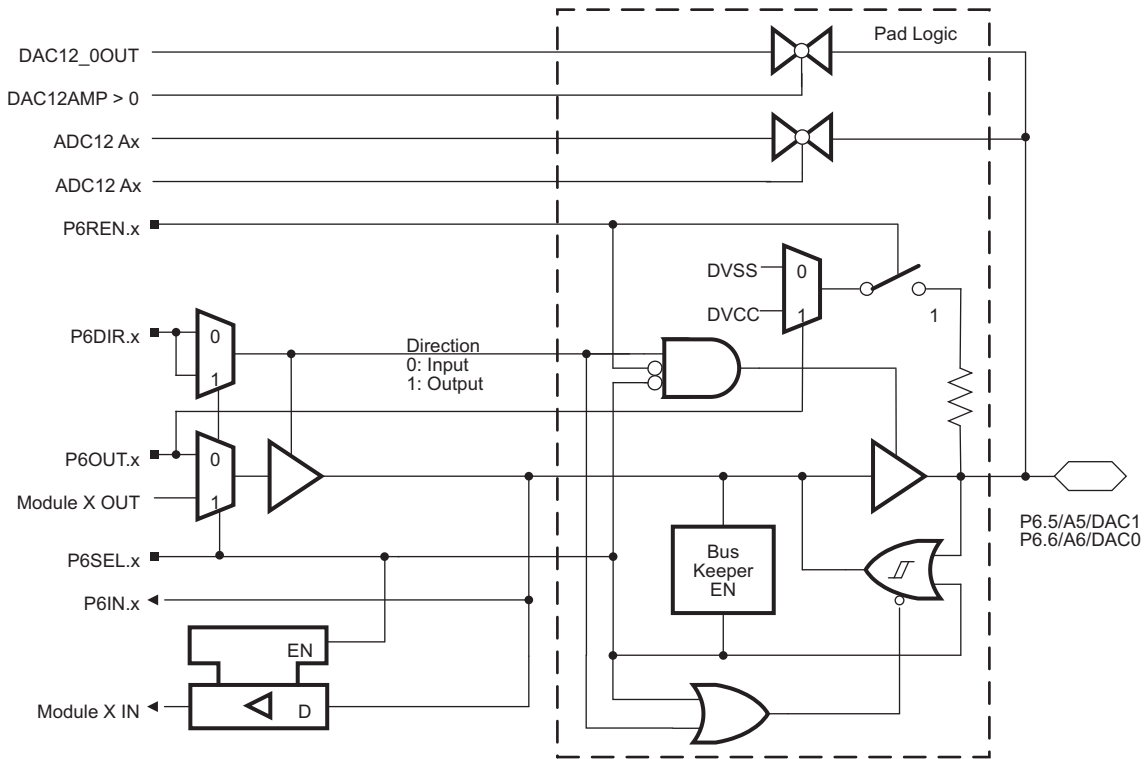 DAC12_0OUT
Pad Logic
DAC12AMP > 0
ADC12 Ax
ADC12 Ax
P6REN.x
DVSS
0
DVCC
1
1
P6DIR.x
0
1
Direction
0: Input
1: Output
P6OUT.x
0
Module X OUT
1
P6.5/A5/DAC1
P6.6/A6/DAC0
P6SEL.x
Bus
Keeper
EN
P6IN.x
EN
Module X IN
D